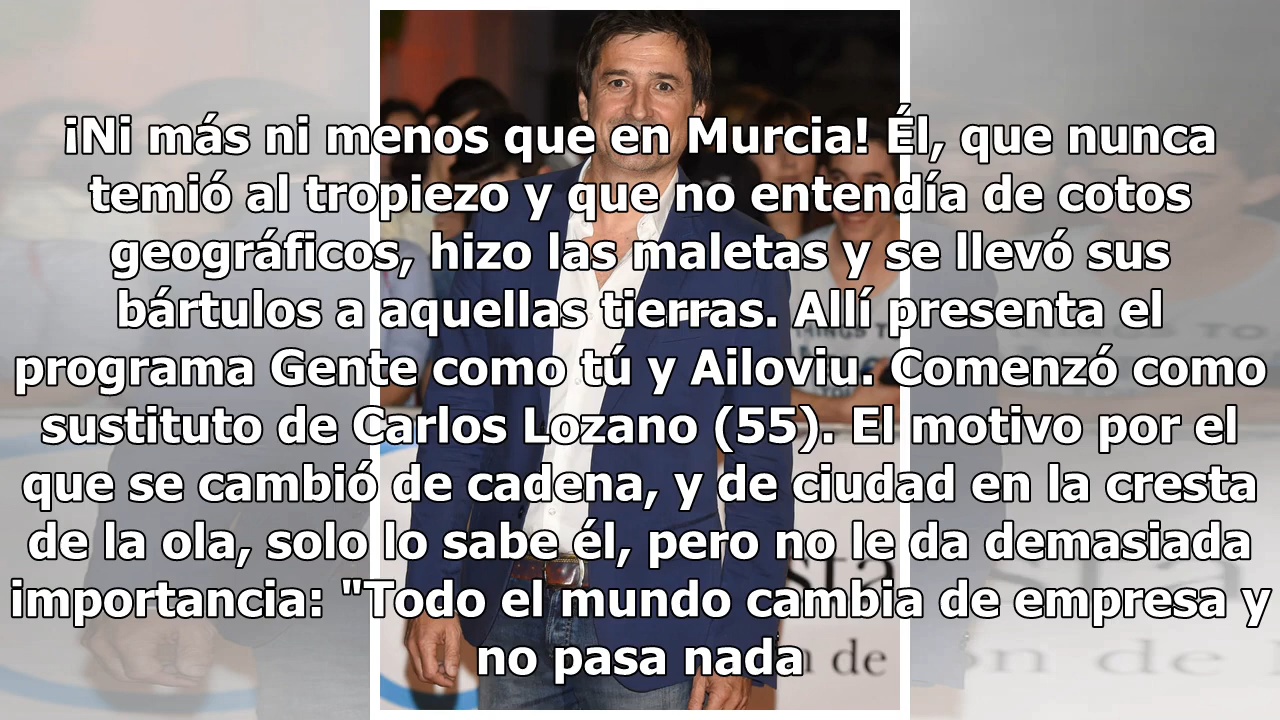 ¡Ni más ni menos que en Murcia! Él, que nunca
temió al tropiezo y que no entendía de cotos
geográficos, hizo las maletas y se llevó sus
bártulos a aquellas tierras. Allí presenta el
programa Gente como tú y Ailoviu. Comenzó como
sustituto de Carlos Lozano (55). El motivo por el
que se cambió de cadena, y de ciudad en la cresta
de la ola, solo lo sabe él, pero no le da demasiada
importancia: "Todo el mundo cambia de empresa y
no pasa nada